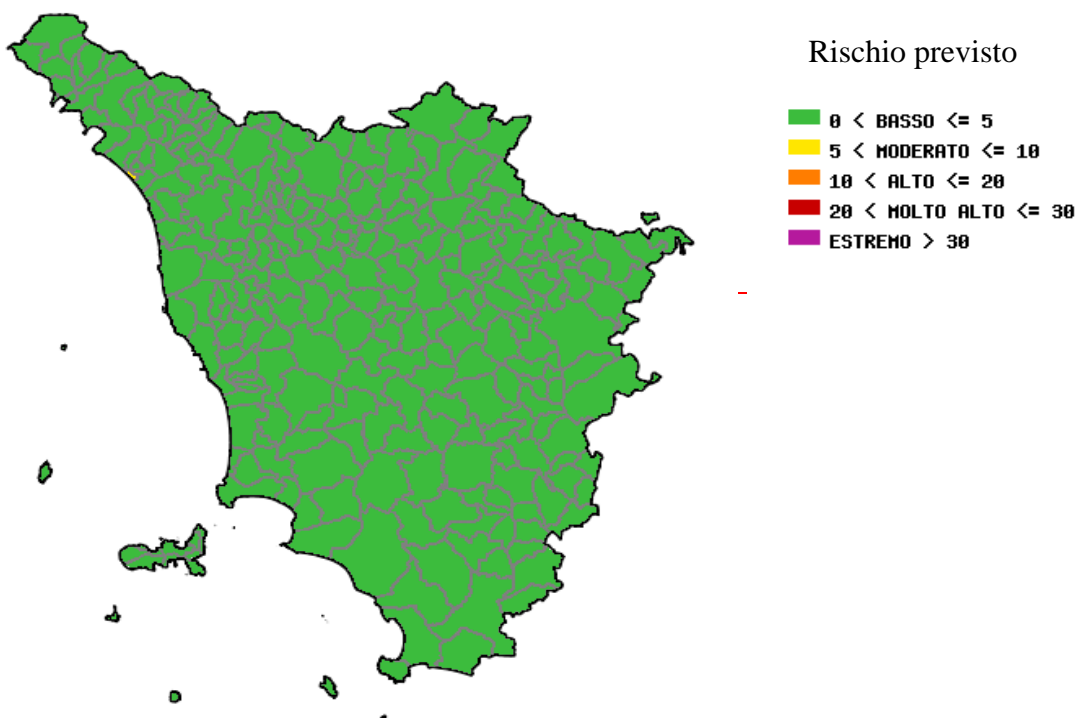 Rischio previsto
0 < BASSO <= 5
5 < MODERATO <= 10
10 < ALTO <= 20
20 < MOLTO ALTO <= 30
ESTREMO > 30